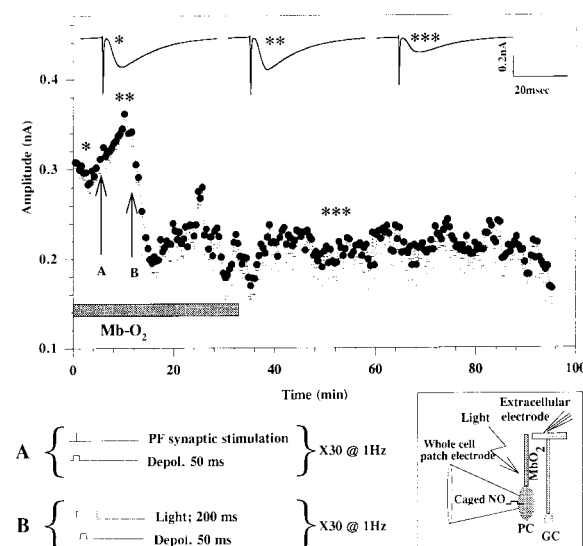 *
**
***
0.2nA
20msec
Amplitude (nA)
0.4
0.3
0.2
0.1
*
**
***
A
B
Mb-O₂
0
20
40
60
80
100
Time (min)
A
PF synaptic stimulation
Depol. 50 ms
X30 @ 1Hz
B
Light; 200 ms
Depol. 50 ms
X30 @ 1Hz
Extracellular
electrode
Light
Whole cell
patch electrode
MbO₂
Caged NO
PC
GC